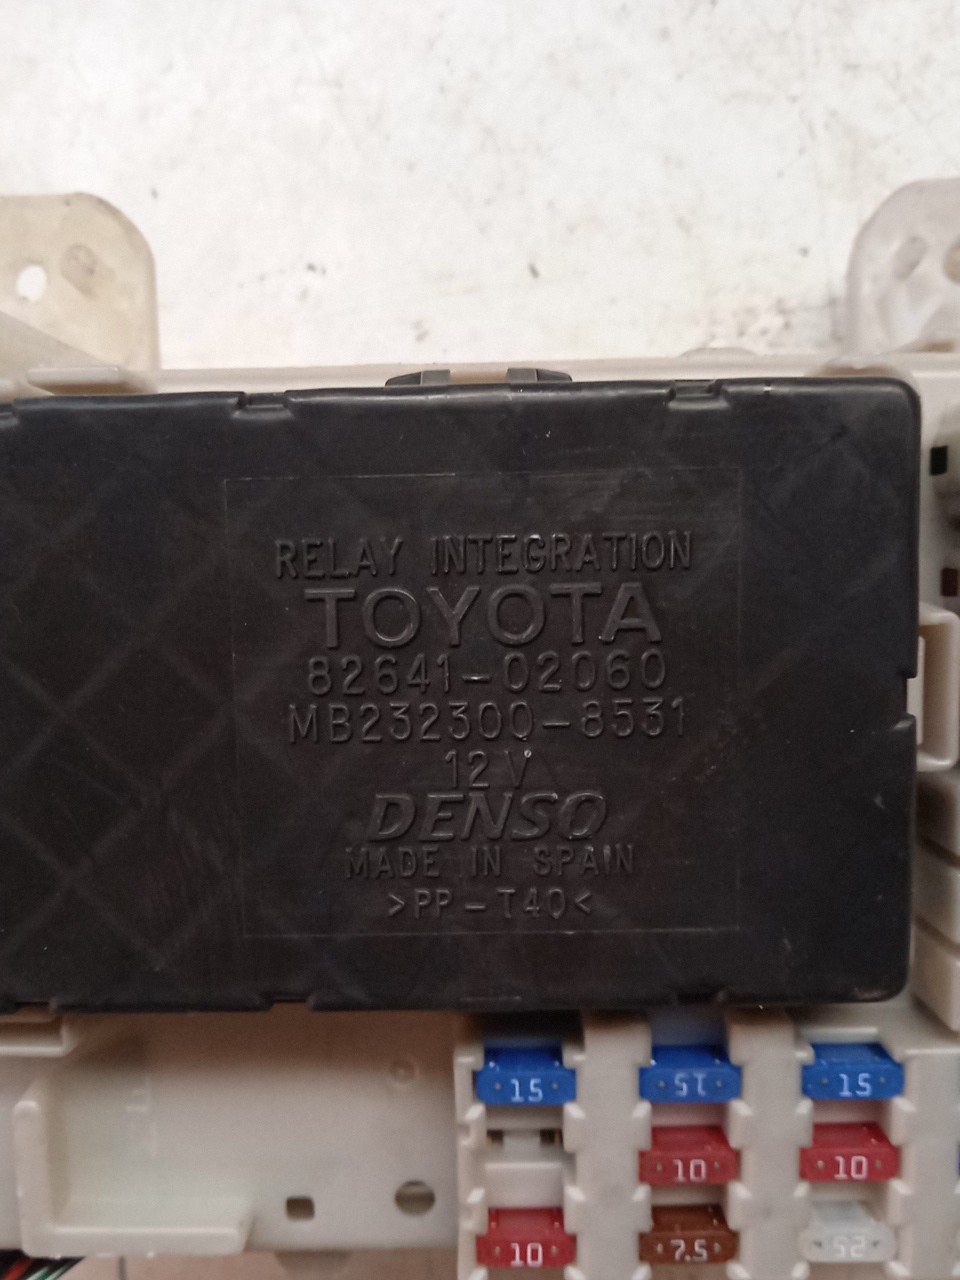 RELAY INTEGRATION
TOYOTA
82641-02060
MB232300-8531
12V
DENSO
MADE IN SPAIN
>PP-T40<
15 15 15
10 10
10 7.5 25